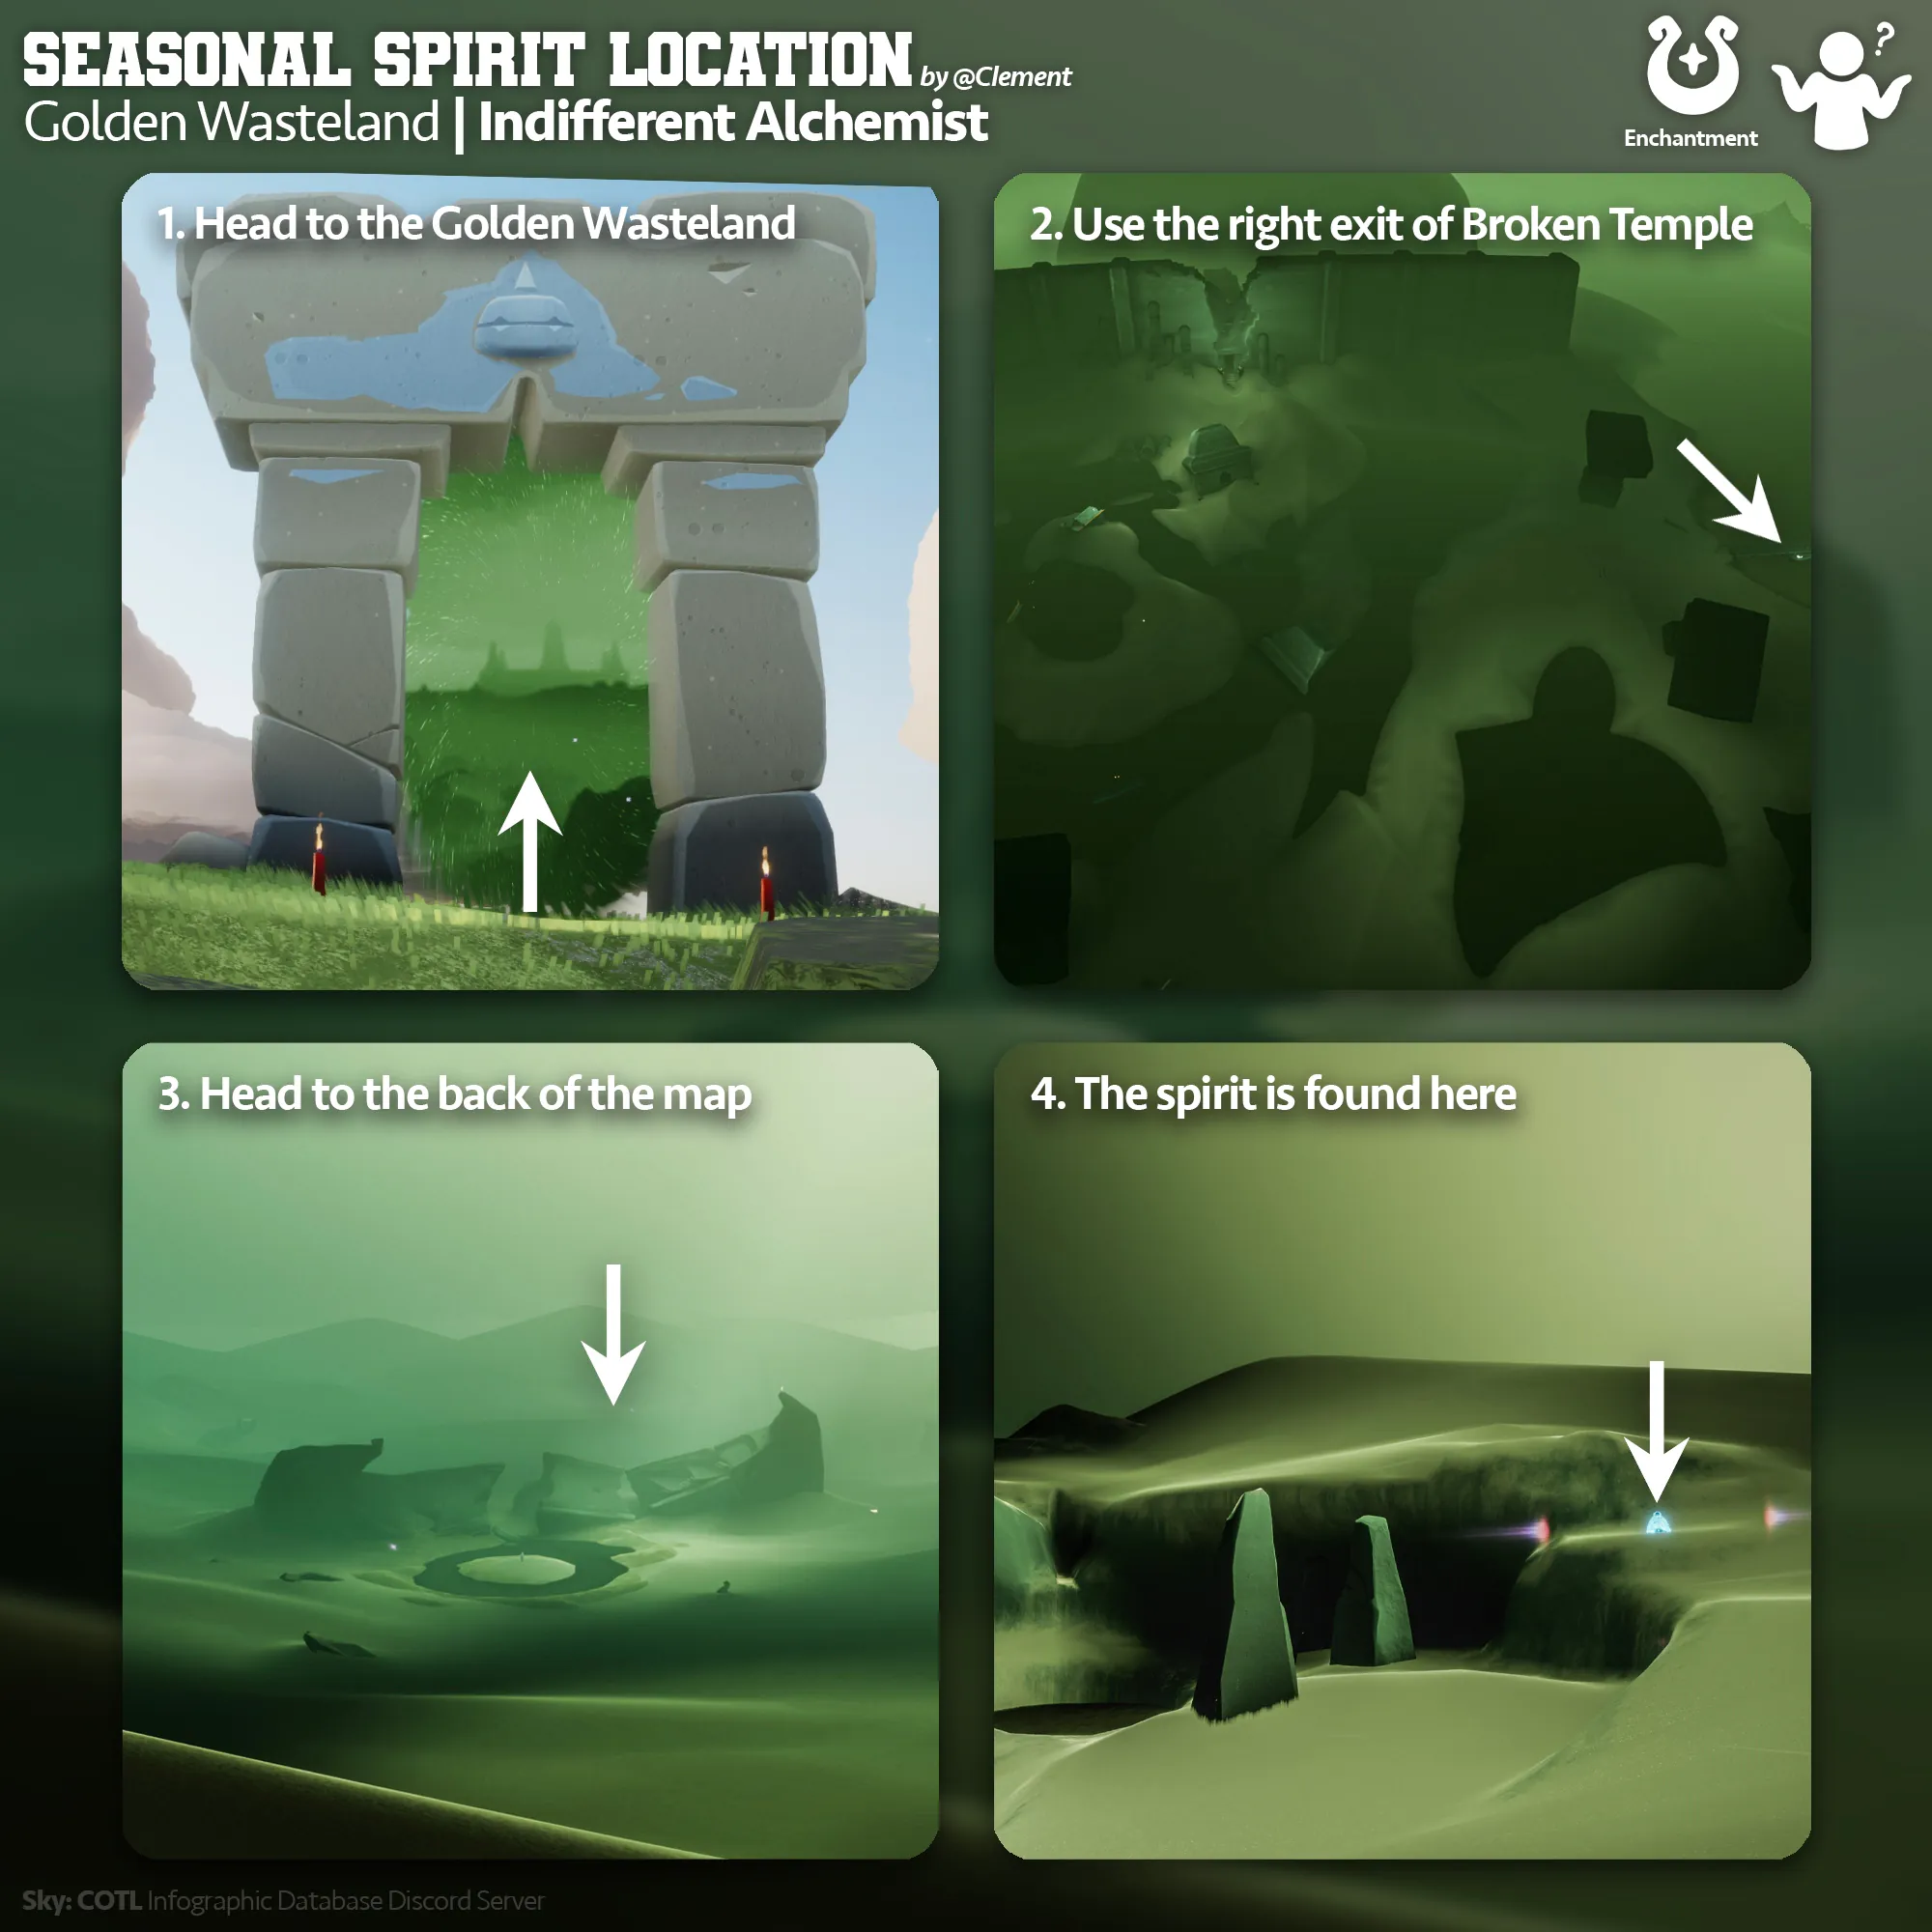 SEASONAL SPIRIT LOCATION by @Clement
Golden Wasteland | Indifferent Alchemist
Enchantment
?
1. Head to the Golden Wasteland
2. Use the right exit of Broken Temple
3. Head to the back of the map
4. The spirit is found here
Sky: COTL Infographic Database Discord Server